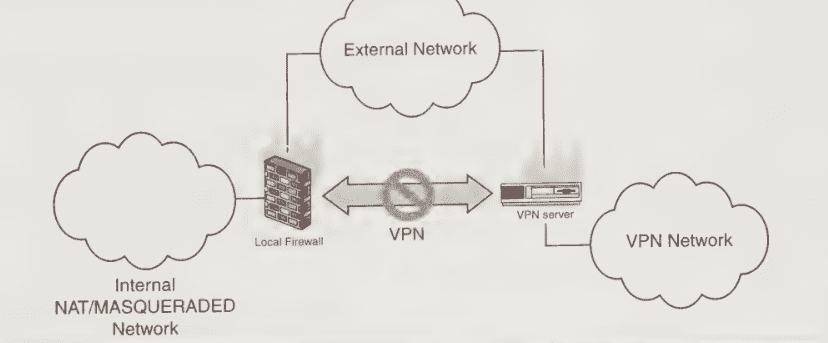 External Network
VPN server
Local Firewall
VPN
VPN Network
Internal
NAT/MASQUERADED
Network